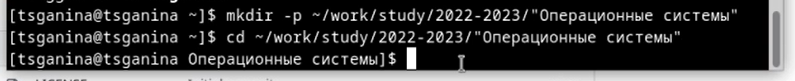 [tsganina@tsganina ~]$ mkdir -p ~/work/study/2022-2023/"Операционные системы"
[tsganina@tsganina ~]$ cd ~/work/study/2022-2023/"Операционные системы"
[tsganina@tsganina Операционные системы]$